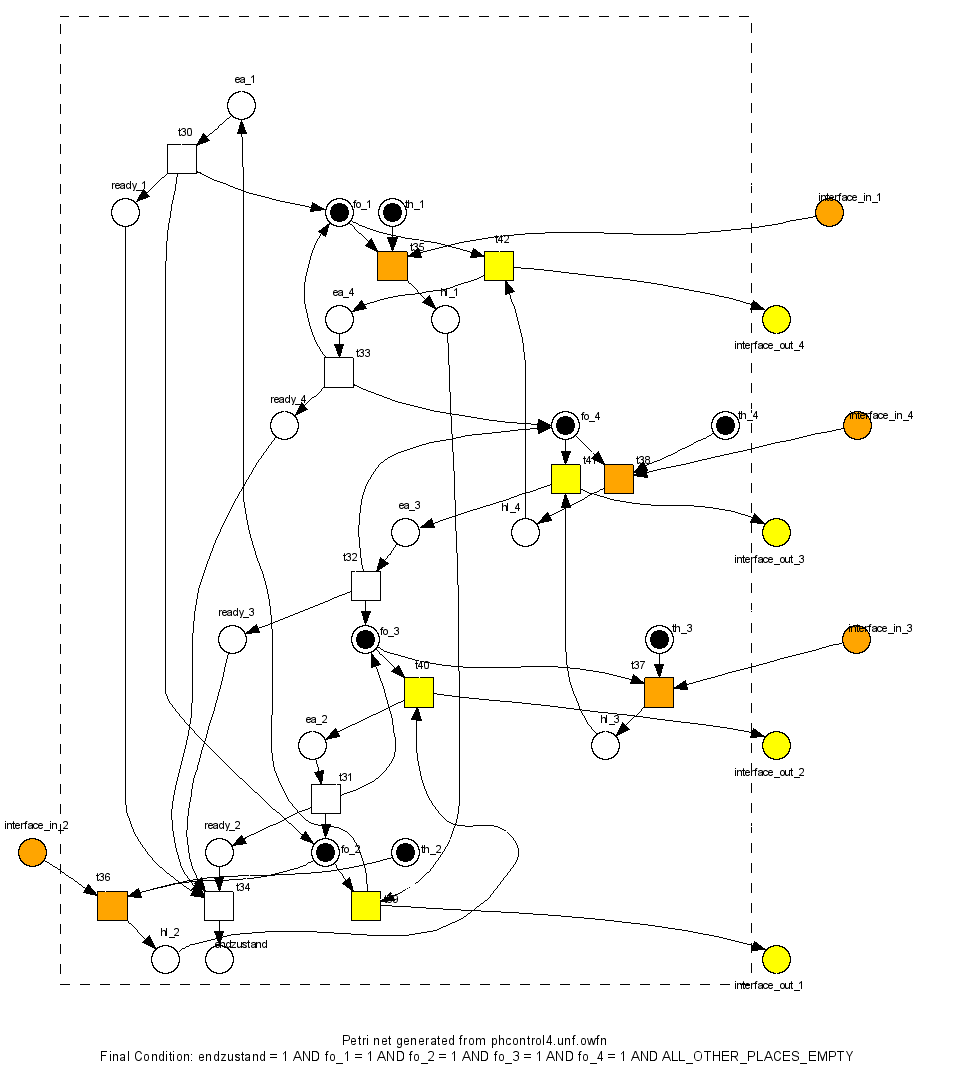 ea_1
t30
ready_1
fo_1
th_1
interface_in_1
t35
t42
ea_4
hl_1
interface_out_4
t33
ready_4
fo_4
th_4
interface_in_4
t41
t38
ea_3
hl_4
interface_out_3
t32
ready_3
fo_3
th_3
interface_in_3
t40
t37
ea_2
hl_3
interface_out_2
t31
interface_in_2
ready_2
fo_2
th_2
t36
t34
t39
hl_2
endzustand
interface_out_1
Petri net generated from phcontrol4.unf.owfn
Final Condition: endzustand = 1 AND fo_1 = 1 AND fo_2 = 1 AND fo_3 = 1 AND fo_4 = 1 AND ALL_OTHER_PLACES_EMPTY